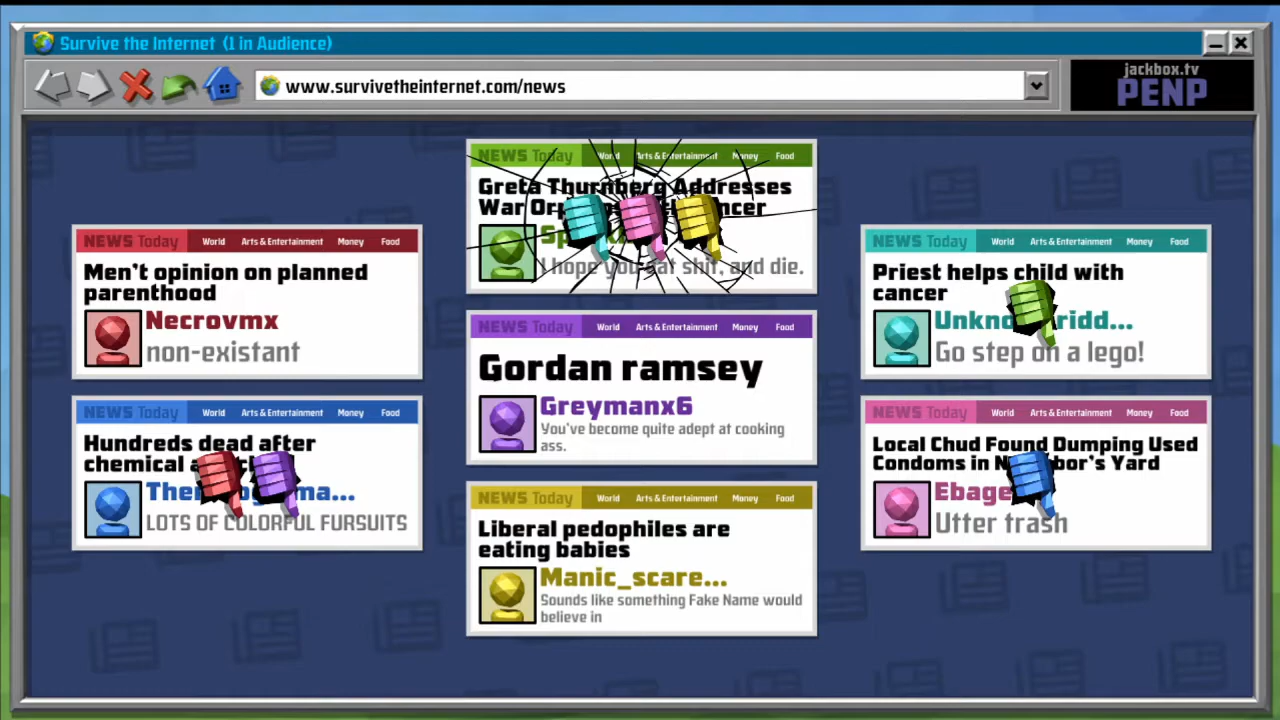 Survive the Internet (1 in Audience)
www.survivetheinternet.com/news
jackbox.tv
PENP
NEWS Today World Arts & Entertainment Money Food
Men't opinion on planned
parenthood
Necrovmx
non-existant
NEWS Today World Arts & Entertainment Money Food
Hundreds dead after
chemical
LOTS OF COLORFUL FURSUITS
NEWS Today World Arts & Entertainment Money Food
Greta Thurnberg Addresses
War
I hope you eat shit, and die.
NEWS Today World Arts & Entertainment Money Food
Gordan ramsey
Greymanx6
You've become quite adept at cooking
ass.
NEWS Today World Arts & Entertainment Money Food
Liberal pedophiles are
eating babies
Manic_scare...
Sounds like something Fake Name would
believe in
NEWS Today World Arts & Entertainment Money Food
Priest helps child with
cancer
Go step on a lego!
NEWS Today World Arts & Entertainment Money Food
Local Chud Found Dumping Used
Condoms in Neighbor's Yard
Utter trash